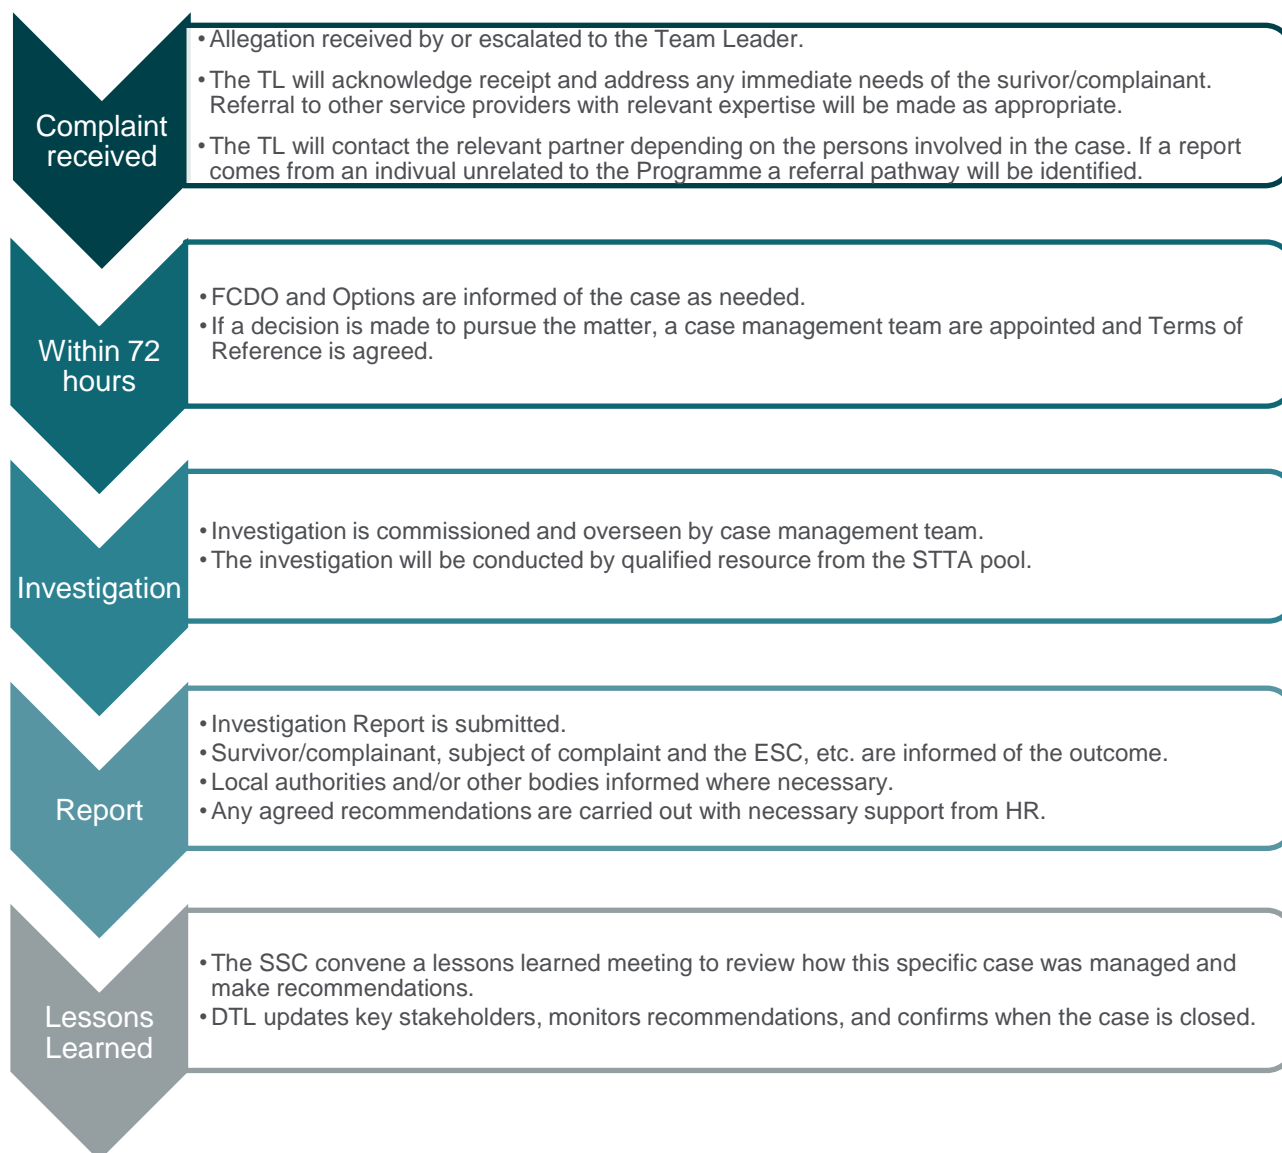 Complaint
received
• Allegation received by or escalated to the Team Leader.
• The TL will acknowledge receipt and address any immediate needs of the surivor/complainant.
Referral to other service providers with relevant expertise will be made as appropriate.
• The TL will contact the relevant partner depending on the persons involved in the case. If a report
comes from an indivual unrelated to the Programme a referral pathway will be identified.
Within 72
hours
• FCDO and Options are informed of the case as needed.
• If a decision is made to pursue the matter, a case management team are appointed and Terms of
Reference is agreed.
Investigation
• Investigation is commissioned and overseen by case management team.
• The investigation will be conducted by qualified resource from the STTA pool.
Report
• Investigation Report is submitted.
• Survivor/complainant, subject of complaint and the ESC, etc. are informed of the outcome.
• Local authorities and/or other bodies informed where necessary.
• Any agreed recommendations are carried out with necessary support from HR.
Lessons
Learned
• The SSC convene a lessons learned meeting to review how this specific case was managed and
make recommendations.
• DTL updates key stakeholders, monitors recommendations, and confirms when the case is closed.